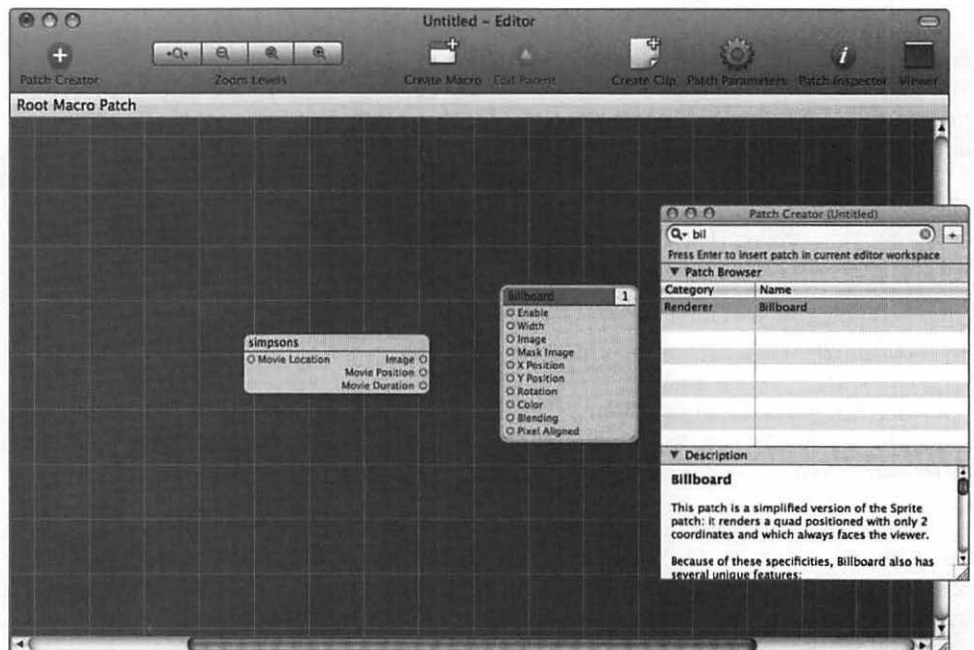 Untitled – Editor
Patch Creator
Zoom Levels
Create Macro
Edit Parent
Create Clip
Patch Parameters
Patch Inspector
Viewer
Root Macro Patch
simpsons
Movie Location
Image
Movie Position
Movie Duration
Billboard 1
Enable
Width
Image
Mask Image
X Position
Y Position
Rotation
Color
Blending
Pixel Aligned
Patch Creator (Untitled)
bil
Press Enter to insert patch in current editor workspace
Patch Browser
Category Name
Renderer Billboard
Description
Billboard
This patch is a simplified version of the Sprite
patch: it renders a quad positioned with only 2
coordinates and which always faces the viewer.
Because of these specificities, Billboard also has
several unique features: